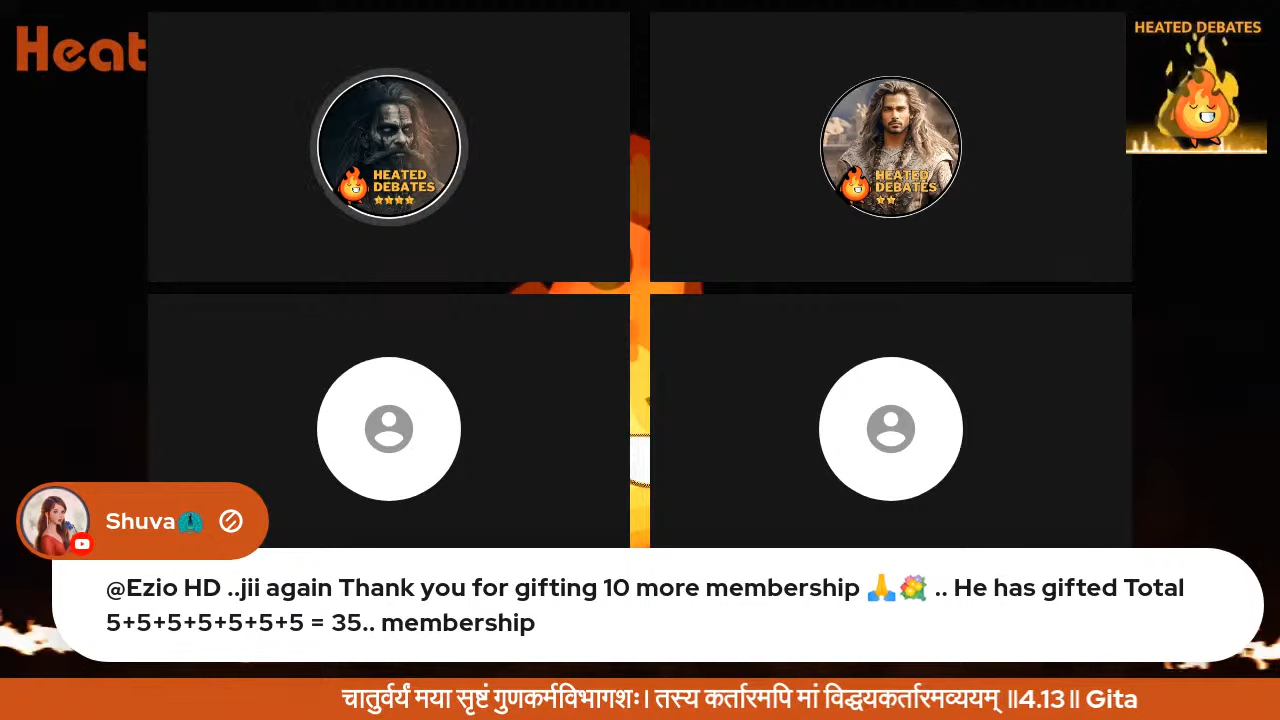 Heat
HEATED DEBATES
HEATED
DEBATES
HEATED
DEBATES
Shuva
@Ezio HD ..jii again Thank you for gifting 10 more membership 🙏💐 .. He has gifted Total
5+5+5+5+5+5+5 = 35.. membership
चातुर्वर्यं मया सृष्टं गुणकर्मविभागशः। तस्य कर्तारमपि मां विद्धयकर्तारमव्ययम् ॥4.13॥ Gita